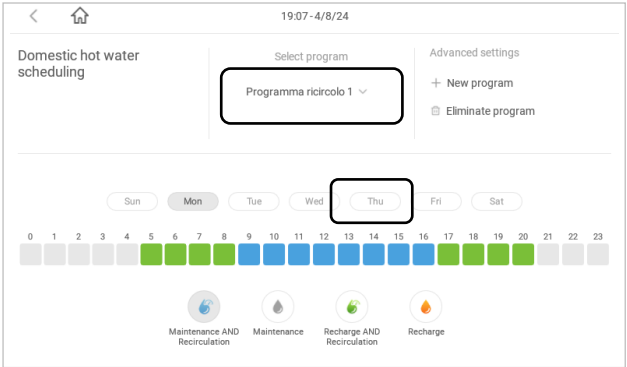 19:07 - 4/8/24
Domestic hot water
scheduling
Select program
Programma ricircolo 1
Advanced settings
+ New program
Eliminate program
Sun Mon Tue Wed Thu Fri Sat
0 1 2 3 4 5 6 7 8 9 10 11 12 13 14 15 16 17 18 19 20 21 22 23
Maintenance AND
Recirculation
Maintenance
Recharge AND
Recirculation
Recharge